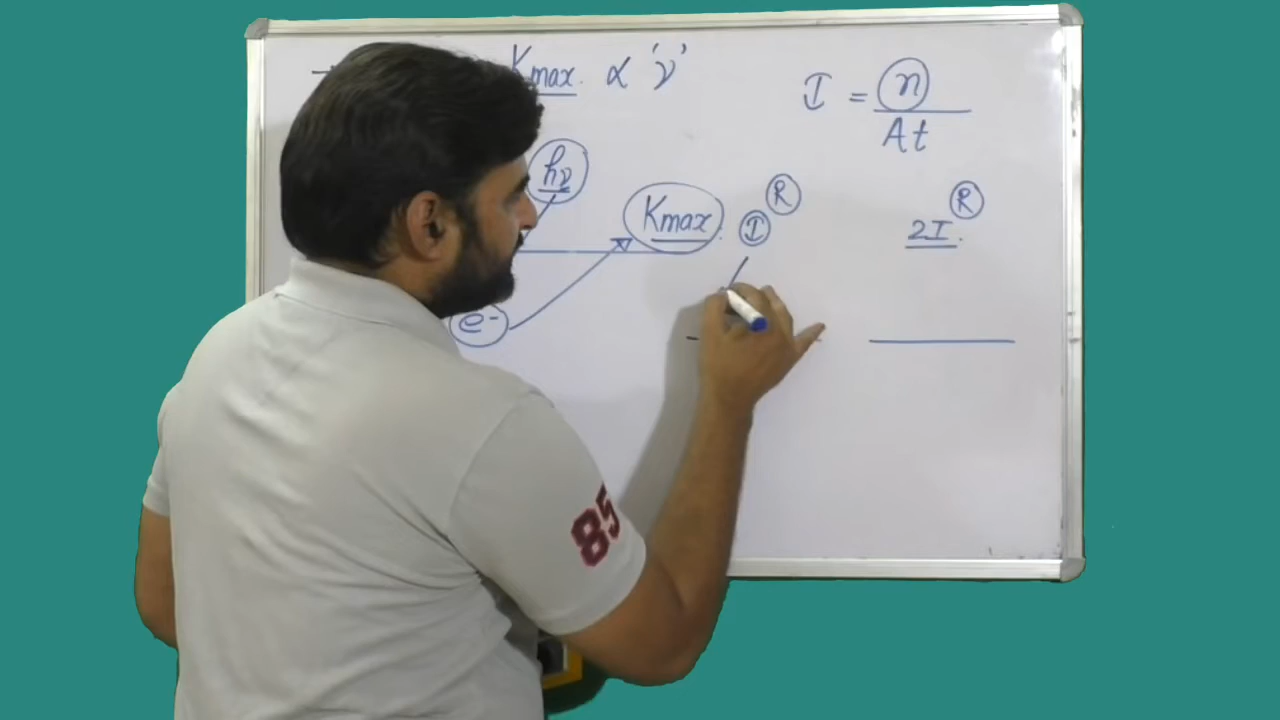 Kmax. α 'ν'
I = n
At
hν
Kmax.
I R
2I. R
e-
85